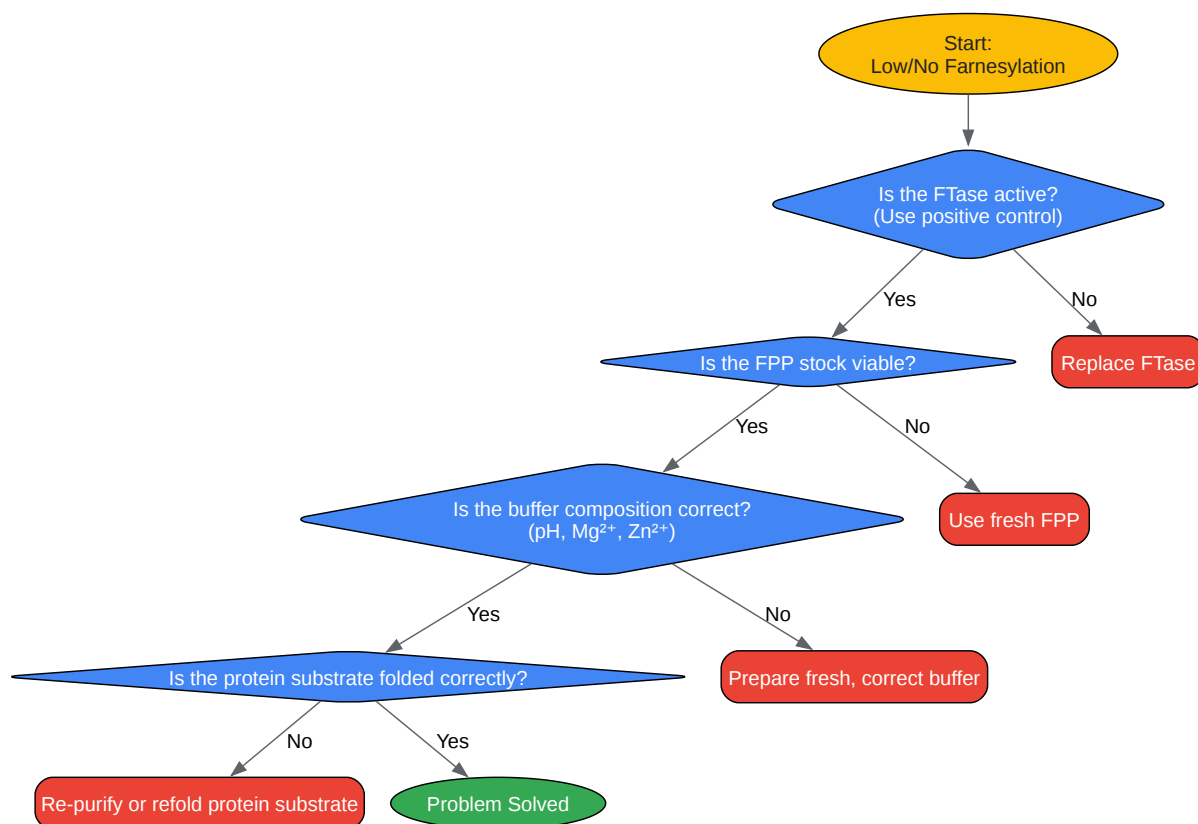 Start:
Low/No Farnesylation
Is the FTase active?
(Use positive control)
Yes
No
Is the FPP stock viable?
Replace FTase
Yes
No
Is the buffer composition correct?
(pH, Mg²⁺, Zn²⁺)
Use fresh FPP
Yes
No
Is the protein substrate folded correctly?
Prepare fresh, correct buffer
No
Yes
Re-purify or refold protein substrate
Problem Solved